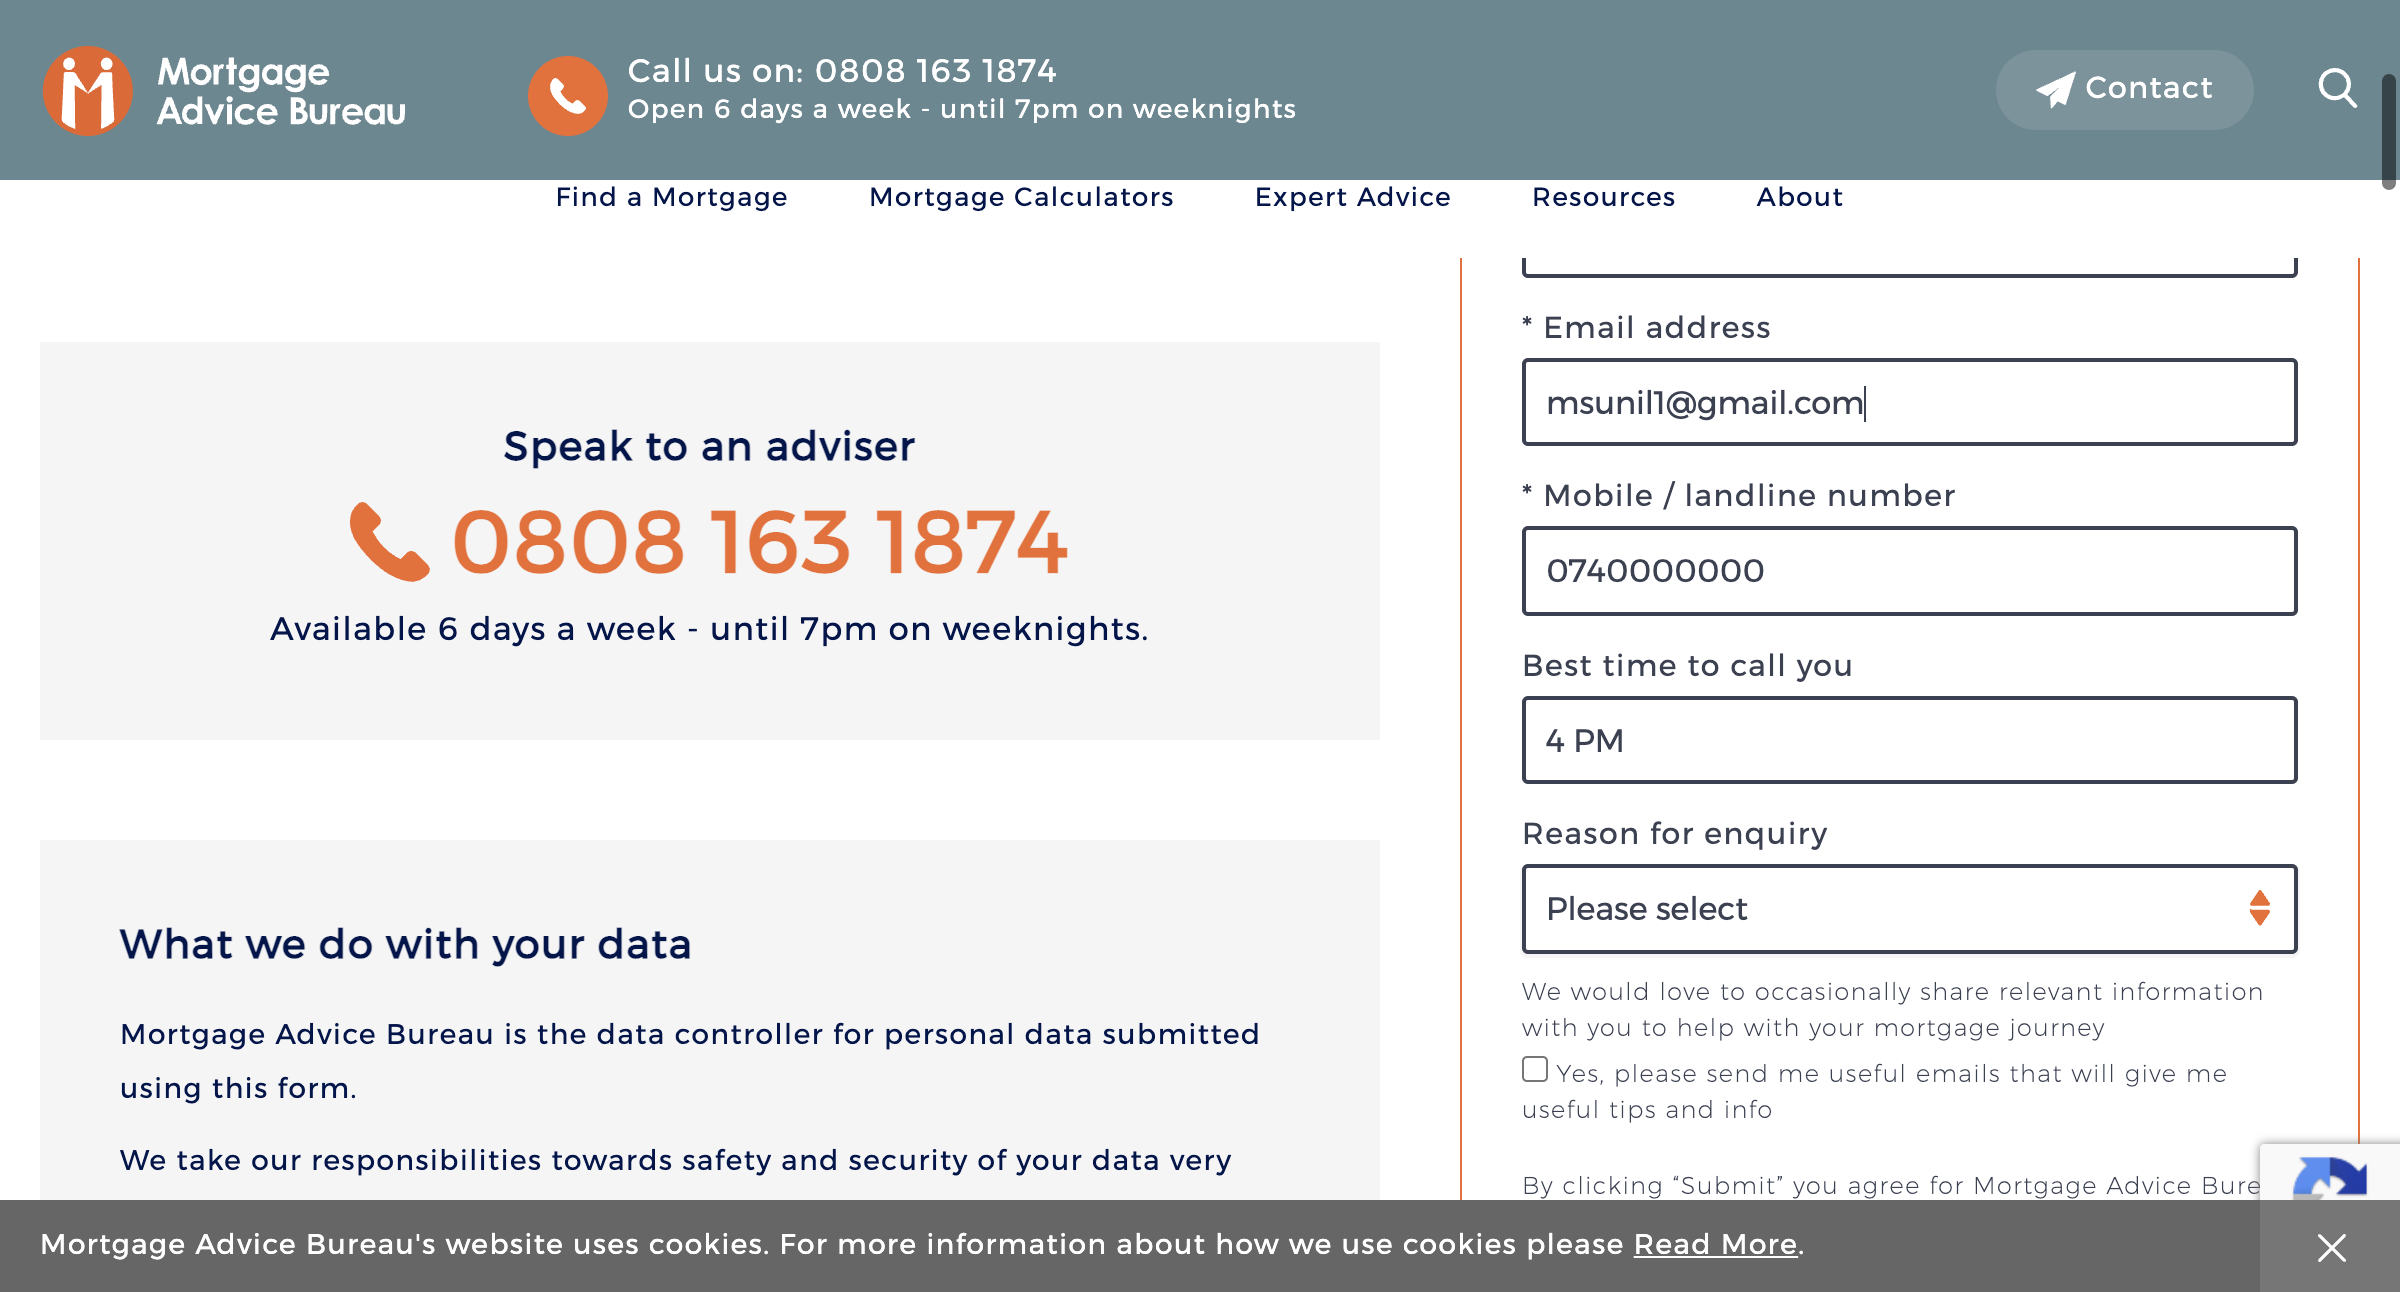 Mortgage
Advice Bureau
Call us on: 0808 163 1874
Open 6 days a week - until 7pm on weeknights
Contact
Find a Mortgage
Mortgage Calculators
Expert Advice
Resources
About
Speak to an adviser
0808 163 1874
Available 6 days a week - until 7pm on weeknights.
What we do with your data
Mortgage Advice Bureau is the data controller for personal data submitted
using this form.
We take our responsibilities towards safety and security of your data very
* Email address
msunil1@gmail.com
* Mobile / landline number
0740000000
Best time to call you
4 PM
Reason for enquiry
Please select
We would love to occasionally share relevant information
with you to help with your mortgage journey
Yes, please send me useful emails that will give me
useful tips and info
By clicking “Submit” you agree for Mortgage Advice Bure
Mortgage Advice Bureau's website uses cookies. For more information about how we use cookies please Read More.